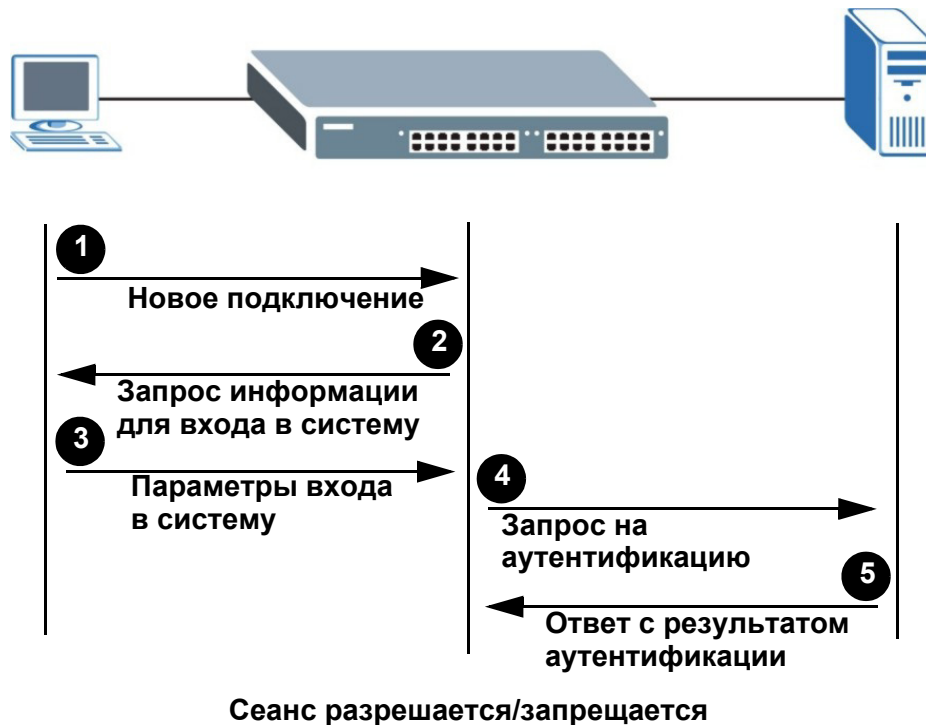 1
Новое подключение
2
Запрос информации
для входа в систему
3
Параметры входа
в систему
4
Запрос на
аутентификацию
5
Ответ с результатом
аутентификации
Сеанс разрешается/запрещается